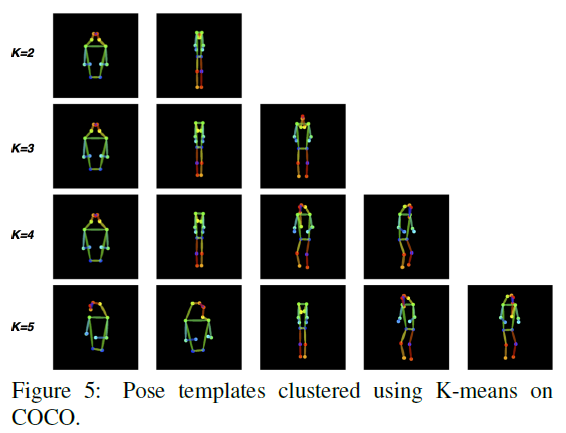 K=2
K=3
K=4
K=5
Figure 5: Pose templates clustered using K-means on
COCO.